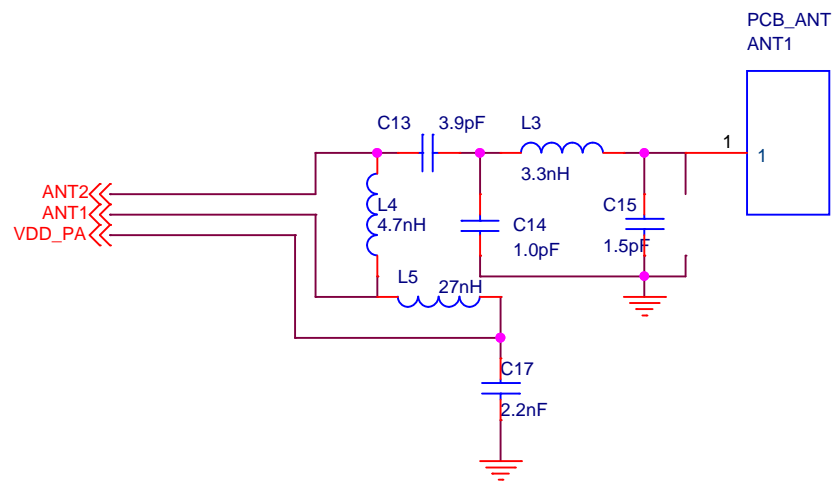 PCB_ANT
ANT1
C13
3.9pF
L3
1
1
3.3nH
ANT2
ANT1
VDD_PA
L4
4.7nH
C14
1.0pF
C15
1.5pF
L5
27nH
C17
2.2nF